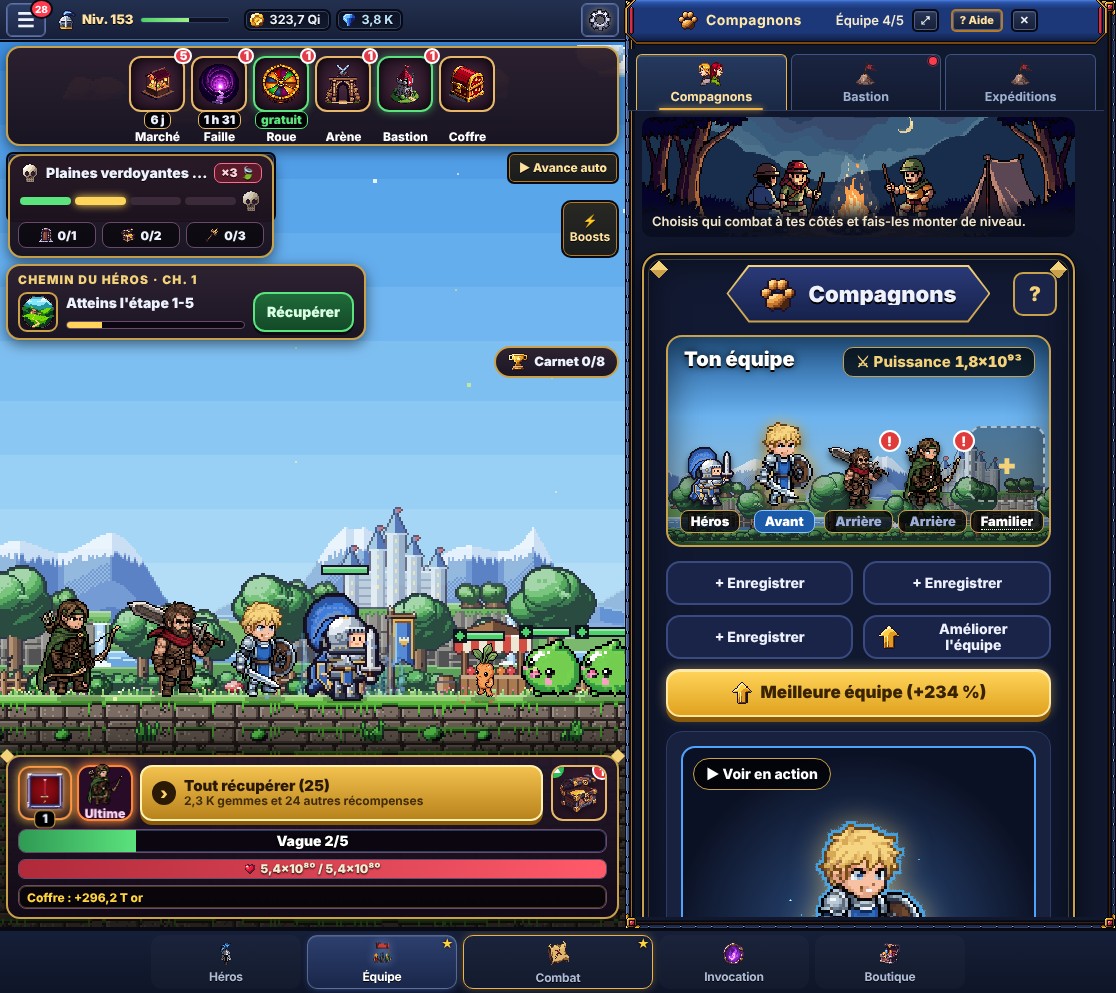 28
Niv. 153
323,7 Qi
3,8 K
5
1
1
1
1
6 j
1 h 31
gratuit
Marché
Faille
Roue
Arène
Bastion
Coffre
Plaines verdoyantes ...
×3
0/1
0/2
0/3
▶ Avance auto
Boosts
CHEMIN DU HÉROS · CH. 1
Atteins l'étape 1-5
Récupérer
Carnet 0/8
1
Ultime
Tout récupérer (25)
2,3 K gemmes et 24 autres récompenses
Vague 2/5
5,4×10⁸⁰ / 5,4×10⁸⁰
Coffre : +296,2 T or
Compagnons
Équipe 4/5
? Aide
×
Compagnons
Bastion
Expéditions
Choisis qui combat à tes côtés et fais-les monter de niveau.
Compagnons
?
Ton équipe
Puissance 1,8×10⁹³
!
!
+
Héros
Avant
Arrière
Arrière
Familier
+ Enregistrer
+ Enregistrer
+ Enregistrer
Améliorer
l'équipe
Meilleure équipe (+234 %)
▶ Voir en action
Héros
Équipe
Combat
Invocation
Boutique